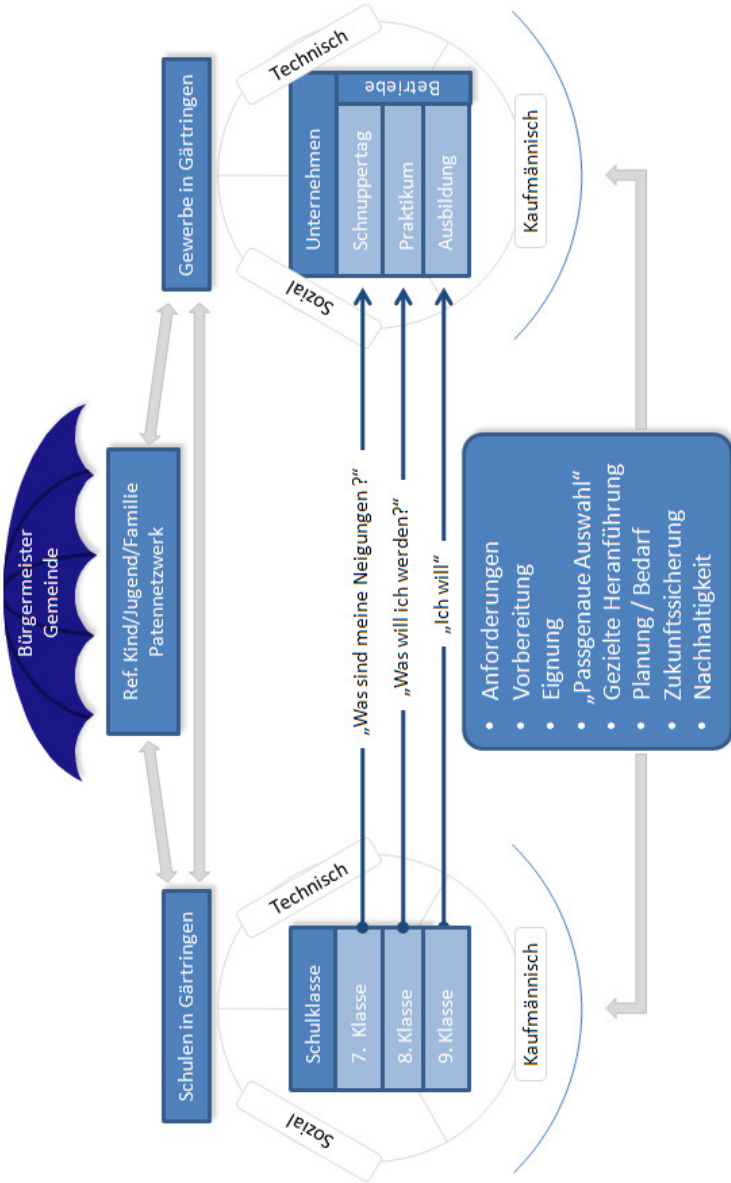 Bürgermeister
Gemeinde
Ref. Kind/Jugend/Familie
Patennetzwerk
Schulen in Gärtringen
Gewerbe in Gärtringen
Sozial
Technisch
Schulklasse
7. Klasse
8. Klasse
9. Klasse
Kaufmännisch
„Was sind meine Neigungen ?“
„Was will ich werden?“
„Ich will“
Sozial
Technisch
Unternehmen
Schnuppertag
Praktikum
Ausbildung
Betriebe
Kaufmännisch
• Anforderungen
• Vorbereitung
• Eignung
• „Passgenaue Auswahl“
• Gezielte Heranführung
• Planung / Bedarf
• Zukunftssicherung
• Nachhaltigkeit